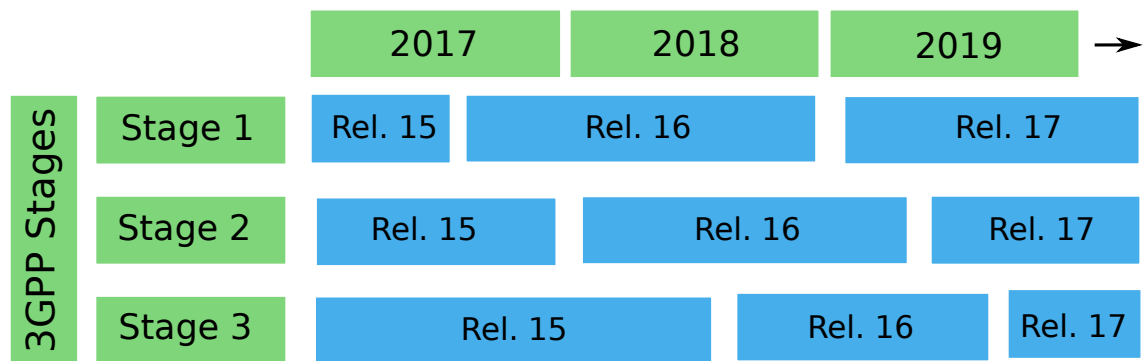 2017 2018 2019
3GPP Stages
Stage 1 Rel. 15 Rel. 16 Rel. 17
Stage 2 Rel. 15 Rel. 16 Rel. 17
Stage 3 Rel. 15 Rel. 16 Rel. 17